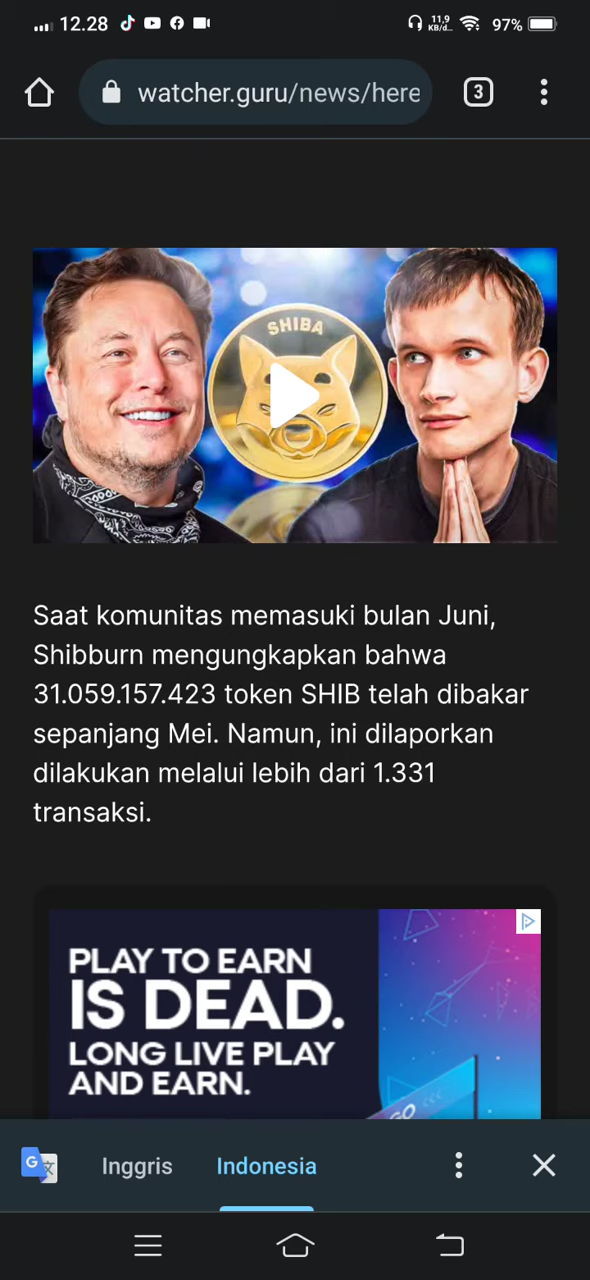 12.28
11,9
KB/d...
97%
watcher.guru/news/here
3
SHIBA
Saat komunitas memasuki bulan Juni,
Shibburn mengungkapkan bahwa
31.059.157.423 token SHIB telah dibakar
sepanjang Mei. Namun, ini dilaporkan
dilakukan melalui lebih dari 1.331
transaksi.
PLAY TO EARN
IS DEAD.
LONG LIVE PLAY
AND EARN.
GO
G 文
Inggris
Indonesia